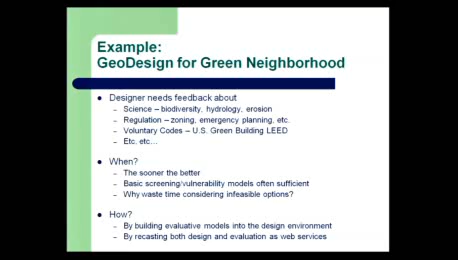 Example:
GeoDesign for Green Neighborhood
• Designer needs feedback about
– Science – biodiversity, hydrology, erosion
– Regulation – zoning, emergency planning, etc.
– Voluntary Codes – U.S. Green Building LEED
– Etc. etc…
• When?
– The sooner the better
– Basic screening/vulnerability models often sufficient
– Why waste time considering infeasible options?
• How?
– By building evaluative models into the design environment
– By recasting both design and evaluation as web services